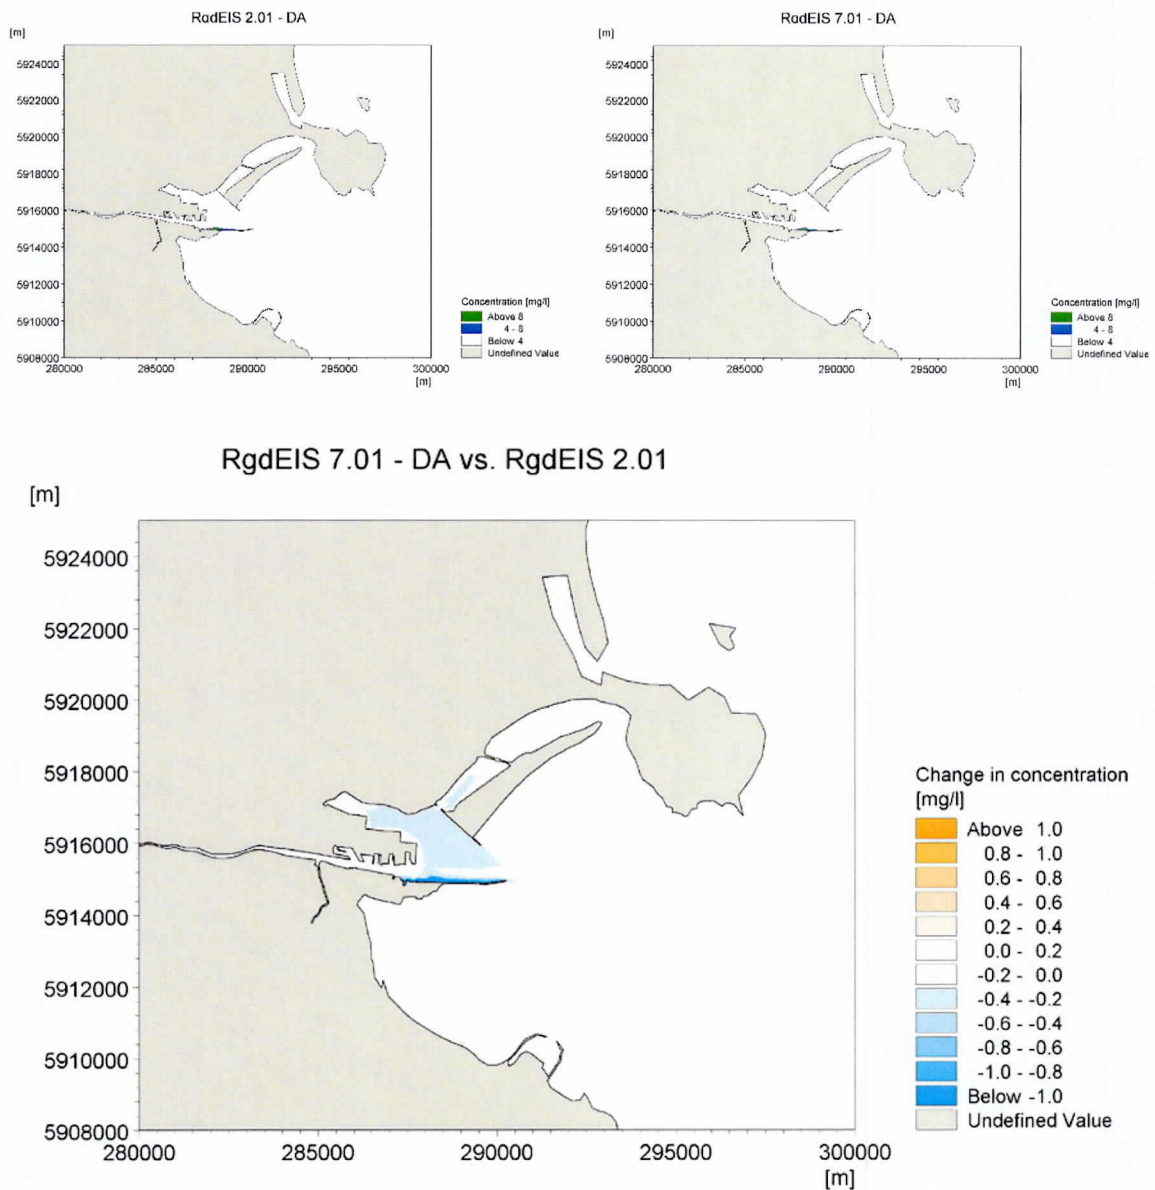 RgdEIS 2.01 - DA
[m]
5924000
5922000
5920000
5918000
5916000
5914000
5912000
5910000
5908000
280000 285000 290000 295000 300000
[m]
Concentration [mg/l]
Above 8
4 - 8
Below 4
Undefined Value
RgdEIS 7.01 - DA
[m]
5924000
5922000
5920000
5918000
5916000
5914000
5912000
5910000
5908000
280000 285000 290000 295000 300000
[m]
Concentration [mg/l]
Above 8
4 - 8
Below 4
Undefined Value
RgdEIS 7.01 - DA vs. RgdEIS 2.01
[m]
5924000
5922000
5920000
5918000
5916000
5914000
5912000
5910000
5908000
280000 285000 290000 295000 300000
[m]
Change in concentration
[mg/l]
Above 1.0
0.8 - 1.0
0.6 - 0.8
0.4 - 0.6
0.2 - 0.4
0.0 - 0.2
-0.2 - 0.0
-0.4 - -0.2
-0.6 - -0.4
-0.8 - -0.6
-1.0 - -0.8
Below -1.0
Undefined Value